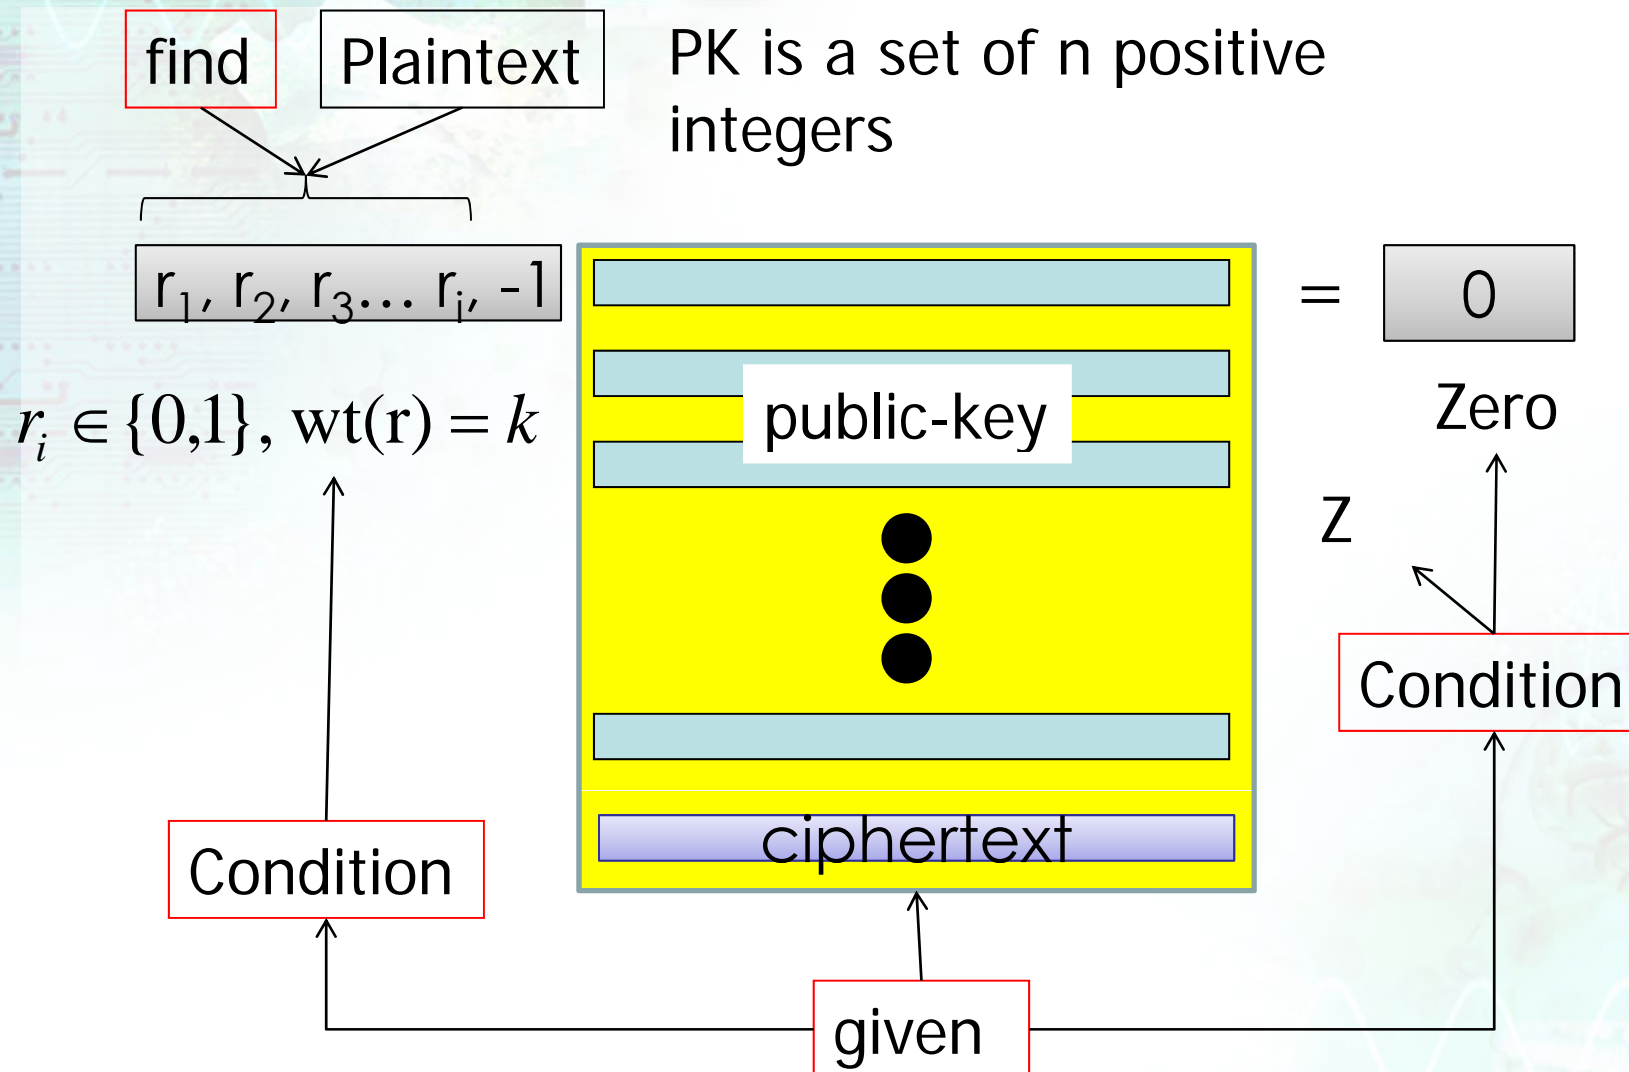 find
Plaintext
PK is a set of n positive
integers
r₁, r₂, r₃... rᵢ, -1
=
0
rᵢ ∈ {0,1}, wt(r) = k
public-key
Zero
Z
Condition
ciphertext
Condition
given